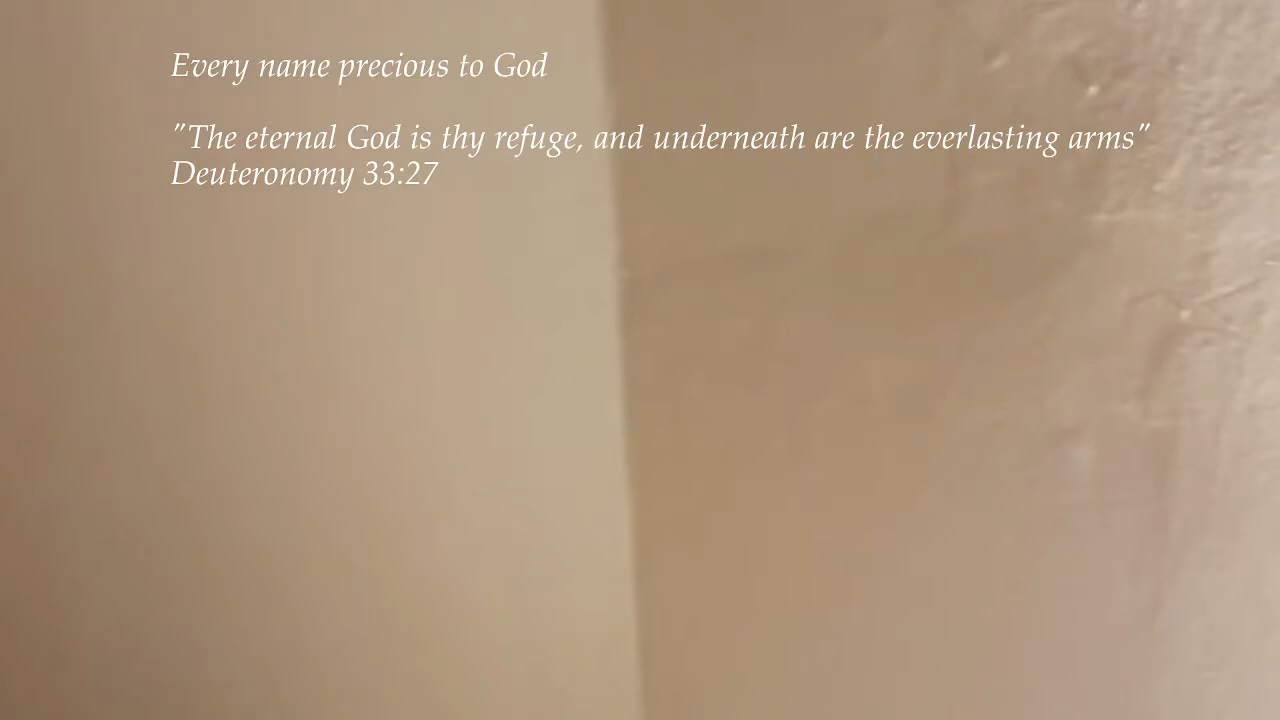 Every name precious to God
"The eternal God is thy refuge, and underneath are the everlasting arms"
Deuteronomy 33:27